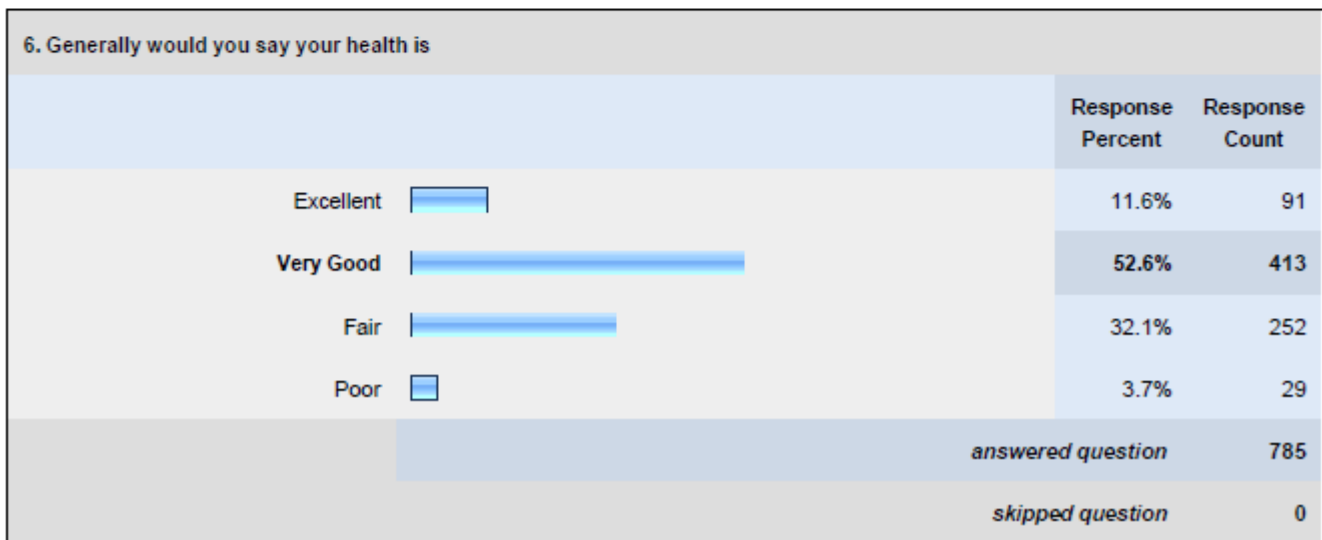 6. Generally would you say your health is
Response Percent Response Count
Excellent 11.6% 91
Very Good 52.6% 413
Fair 32.1% 252
Poor 3.7% 29
answered question 785
skipped question 0